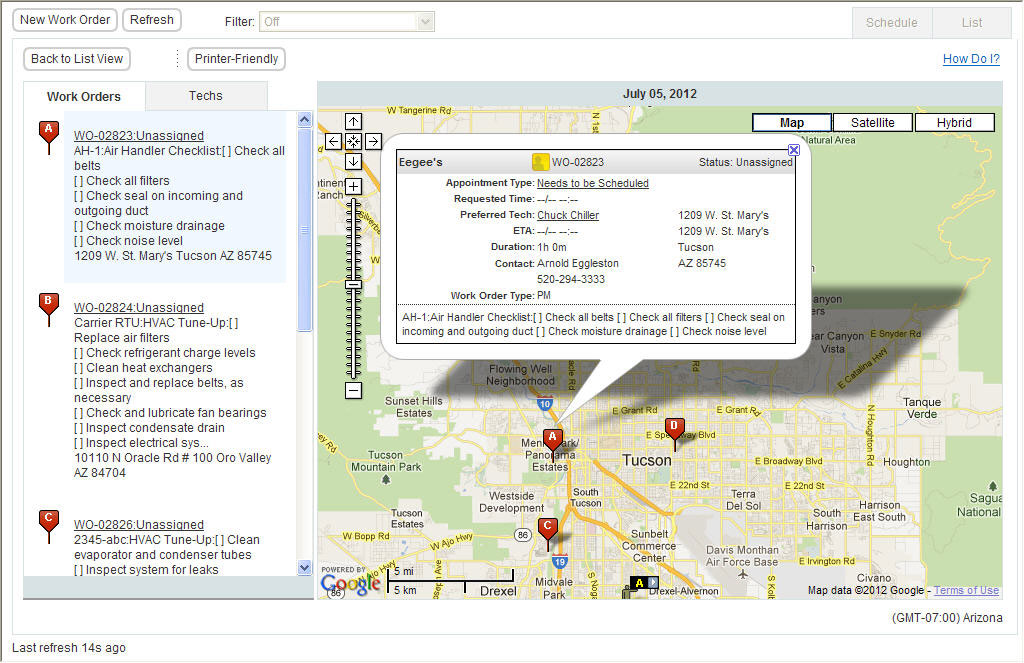 New Work Order
Refresh
Filter: Off
Schedule
List
Back to List View
Printer-Friendly
How Do I?
Work Orders
Techs
A
WO-02823:Unassigned
AH-1:Air Handler Checklist:[ ] Check all
belts
[ ] Check all filters
[ ] Check seal on incoming and
outgoing duct
[ ] Check moisture drainage
[ ] Check noise level
1209 W. St. Mary's Tucson AZ 85745
B
WO-02824:Unassigned
Carrier RTU:HVAC Tune-Up:[ ]
Replace air filters
[ ] Check refrigerant charge levels
[ ] Clean heat exchangers
[ ] Inspect and replace belts, as
necessary
[ ] Check and lubricate fan bearings
[ ] Inspect condensate drain
[ ] Inspect electrical sys...
10110 N Oracle Rd # 100 Oro Valley
AZ 84704
C
WO-02826:Unassigned
2345-abc:HVAC Tune-Up:[ ] Clean
evaporator and condenser tubes
[ ] Inspect system for leaks
July 05, 2012
W Tangerine Rd
N 1s
Map
Satellite
Hybrid
Natural Area
Ranch
Eegee's
WO-02823
Status: Unassigned
Appointment Type: Needs to be Scheduled
Requested Time: --/-- --:--
Preferred Tech: Chuck Chiller
1209 W. St. Mary's
ETA: --/-- --:--
1209 W. St. Mary's
Duration: 1h 0m
Tucson
Contact: Arnold Eggleston
AZ 85745
520-294-3333
Work Order Type: PM
AH-1:Air Handler Checklist:[ ] Check all belts [ ] Check all filters [ ] Check seal on
incoming and outgoing duct [ ] Check moisture drainage [ ] Check noise level
Canyon
Bear Canyon
Vista
E Snyder Rd
E Catalina Hwy
Flowing Well
Neighborhood
Oracle Rd
Sunset Hills
Estates
10
E Grant Rd
E Grant Rd
Tanque
Verde
N Houghton Rd
A
Menlo Park/
Panorama
Estates
D
E Speedway Blvd
Tucson
Tucson
Mountain Park
E Broadway Blvd
Houghton
E 22nd St
E 22nd St
Westside
Development
South
Tucson
Terra
Del Sol
Harrison
East South
South
Harrison
Sagua
National
Tucson
Estates
C
86
W Bopp Rd
W Ajo Hwy
Sunbelt
Commerce
Center
Davis Monthan
Air Force Base
E Irvington Rd
19
Civano
POWERED BY
Google
5 mi
5 km
86
Drexel
Midvale
Park
A
Drexel-Alvernon
Map data ©2012 Google - Terms of Use
(GMT-07:00) Arizona
Last refresh 14s ago